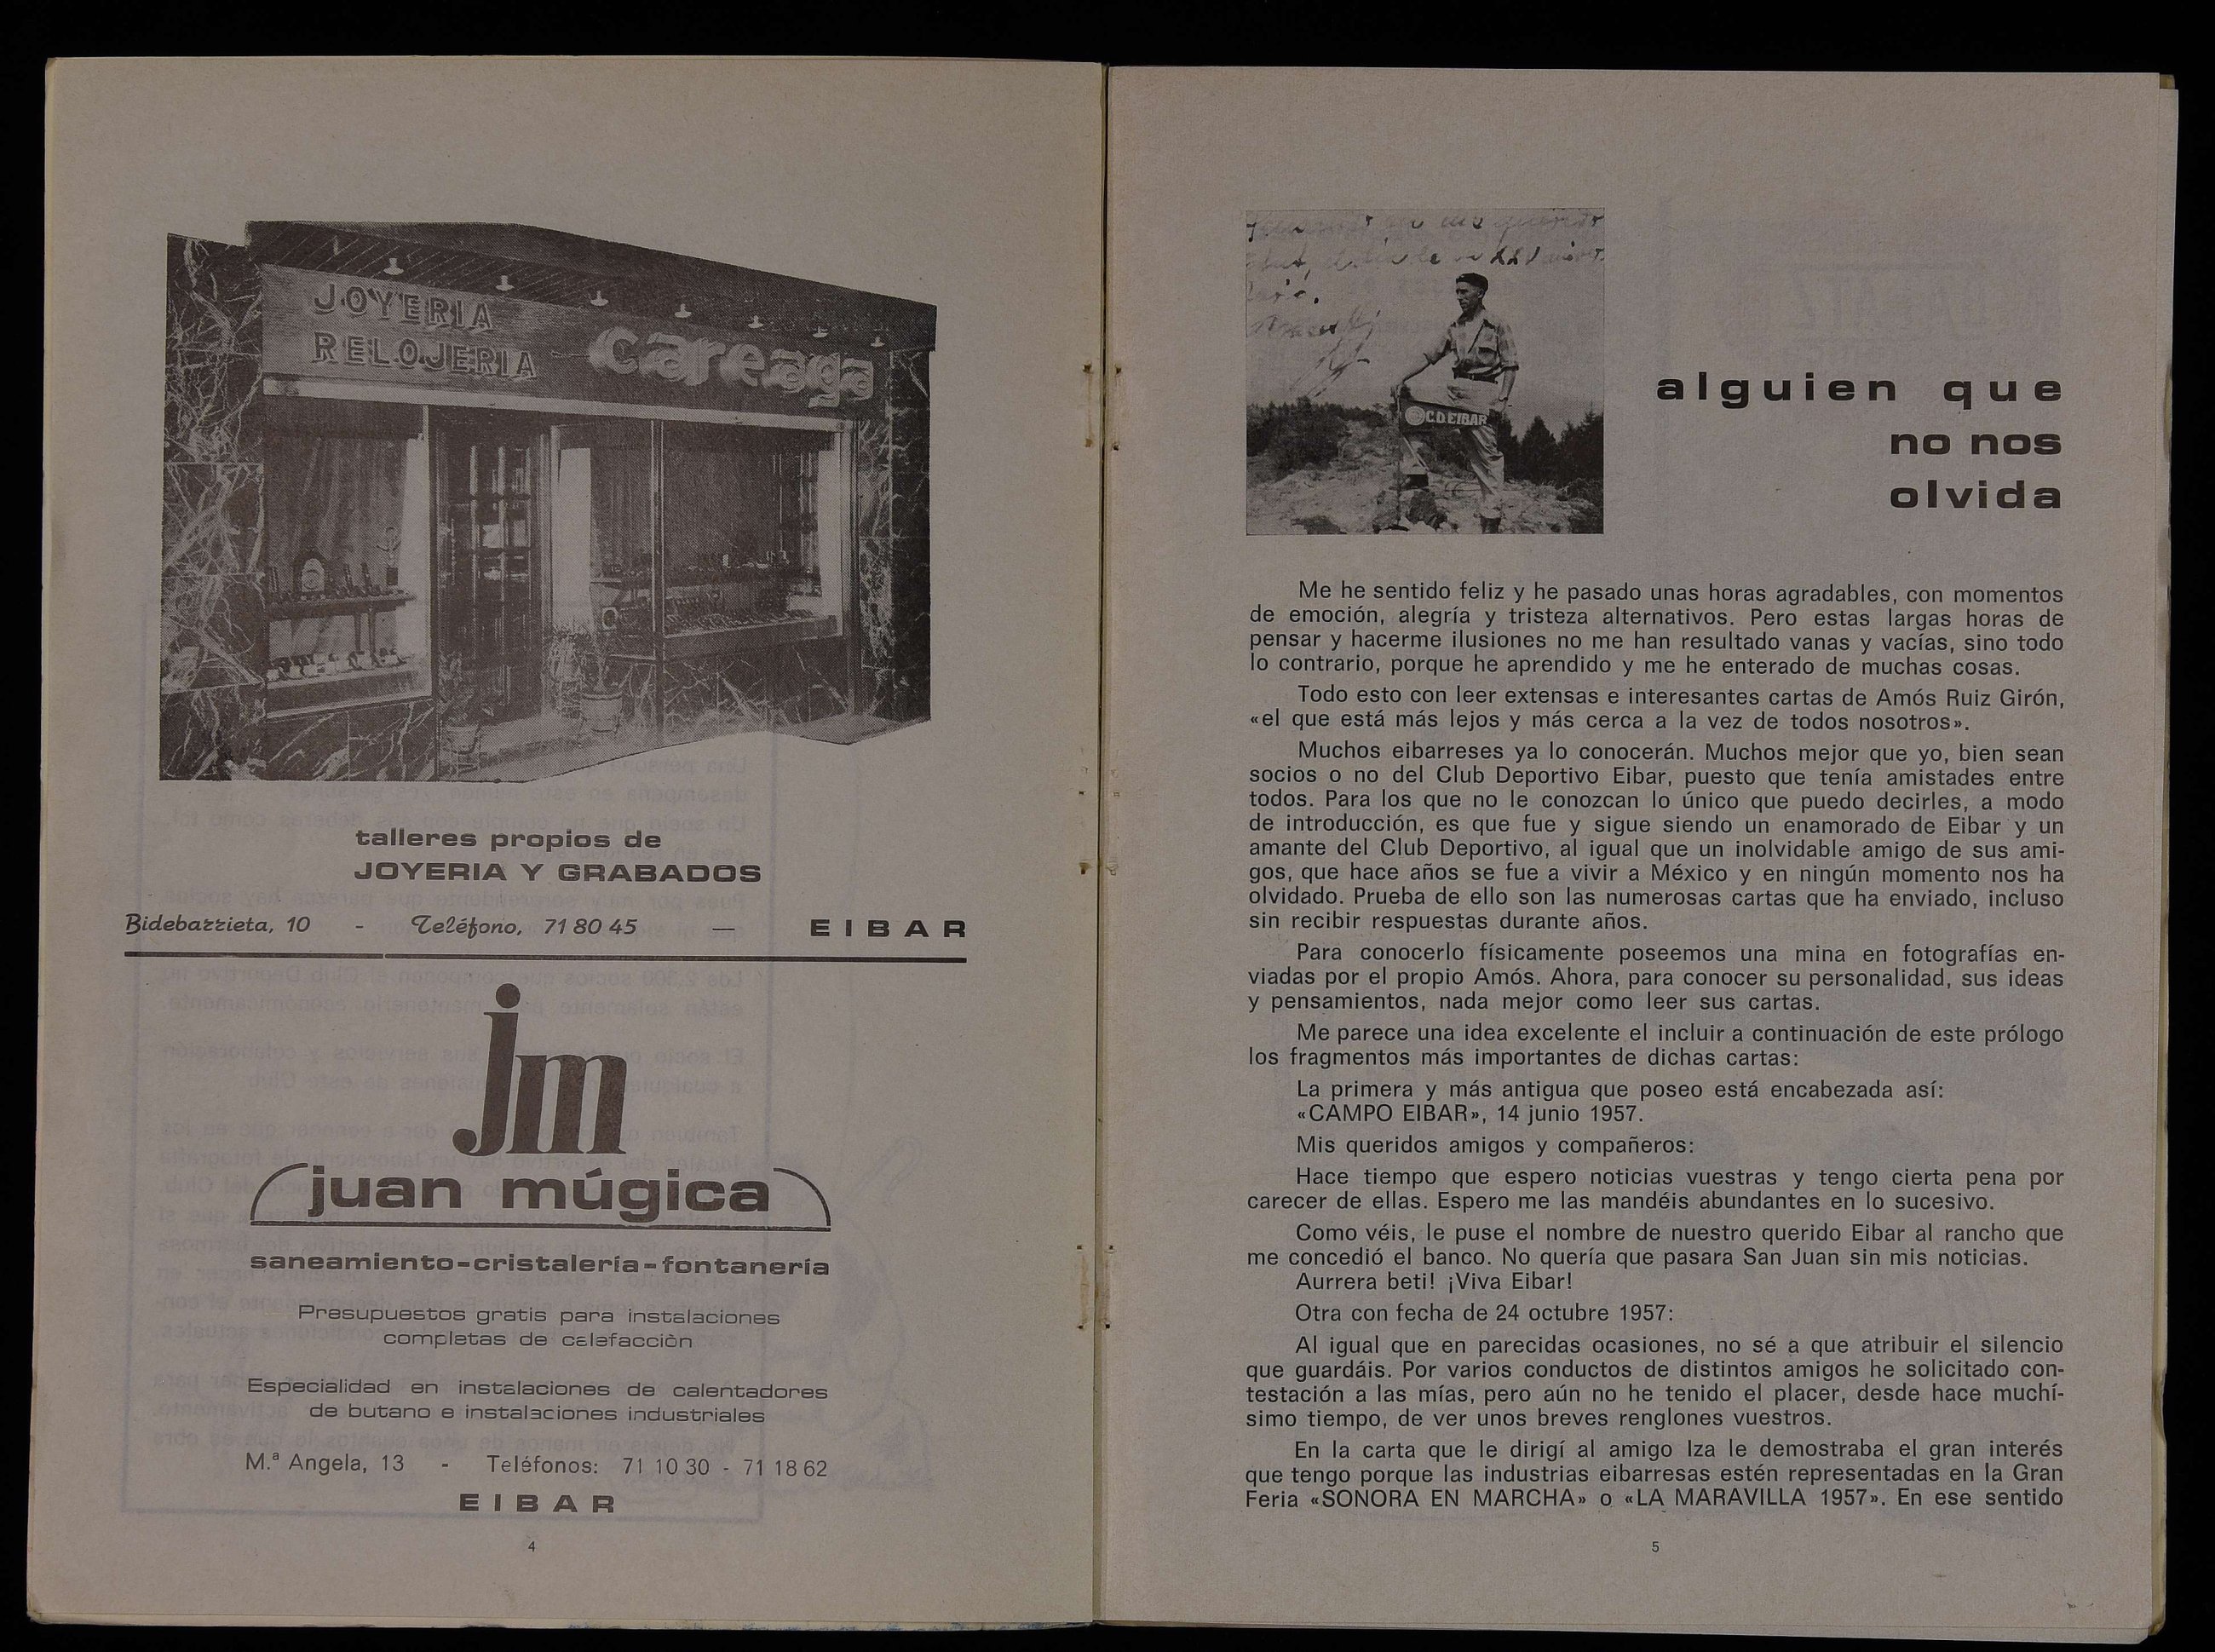 JOYERIA
RELOJERIA
Careaga
talleres propios de
JOYERIA Y GRABADOS
Bidebarrieta, 10 - Teléfono, 71 80 45 — EIBAR
jm
juan múgica
saneamiento-cristalería-fontanería
Presupuestos gratis para instalaciones
completas de calefacción
Especialidad en instalaciones de calentadores
de butano e instalaciones industriales
M.ª Angela, 13 - Teléfonos: 71 10 30 - 71 18 62
EIBAR
4
C.D. EIBAR
alguien que
no nos
olvida
Me he sentido feliz y he pasado unas horas agradables, con momentos
de emoción, alegría y tristeza alternativos. Pero estas largas horas de
pensar y hacerme ilusiones no me han resultado vanas y vacías, sino todo
lo contrario, porque he aprendido y me he enterado de muchas cosas.
Todo esto con leer extensas e interesantes cartas de Amós Ruiz Girón,
«el que está más lejos y más cerca a la vez de todos nosotros».
Muchos eibarreses ya lo conocerán. Muchos mejor que yo, bien sean
socios o no del Club Deportivo Eibar, puesto que tenía amistades entre
todos. Para los que no le conozcan lo único que puedo decirles, a modo
de introducción, es que fue y sigue siendo un enamorado de Eibar y un
amante del Club Deportivo, al igual que un inolvidable amigo de sus ami-
gos, que hace años se fue a vivir a México y en ningún momento nos ha
olvidado. Prueba de ello son las numerosas cartas que ha enviado, incluso
sin recibir respuestas durante años.
Para conocerlo físicamente poseemos una mina en fotografías en-
viadas por el propio Amós. Ahora, para conocer su personalidad, sus ideas
y pensamientos, nada mejor como leer sus cartas.
Me parece una idea excelente el incluir a continuación de este prólogo
los fragmentos más importantes de dichas cartas:
La primera y más antigua que poseo está encabezada así:
«CAMPO EIBAR», 14 junio 1957.
Mis queridos amigos y compañeros:
Hace tiempo que espero noticias vuestras y tengo cierta pena por
carecer de ellas. Espero me las mandéis abundantes en lo sucesivo.
Como véis, le puse el nombre de nuestro querido Eibar al rancho que
me concedió el banco. No quería que pasara San Juan sin mis noticias.
Aurrera beti! ¡Viva Eibar!
Otra con fecha de 24 octubre 1957:
Al igual que en parecidas ocasiones, no sé a que atribuir el silencio
que guardáis. Por varios conductos de distintos amigos he solicitado con-
testación a las mías, pero aún no he tenido el placer, desde hace muchí-
simo tiempo, de ver unos breves renglones vuestros.
En la carta que le dirigí al amigo Iza le demostraba el gran interés
que tengo porque las industrias eibarresas estén representadas en la Gran
Feria «SONORA EN MARCHA» o «LA MARAVILLA 1957». En ese sentido
5